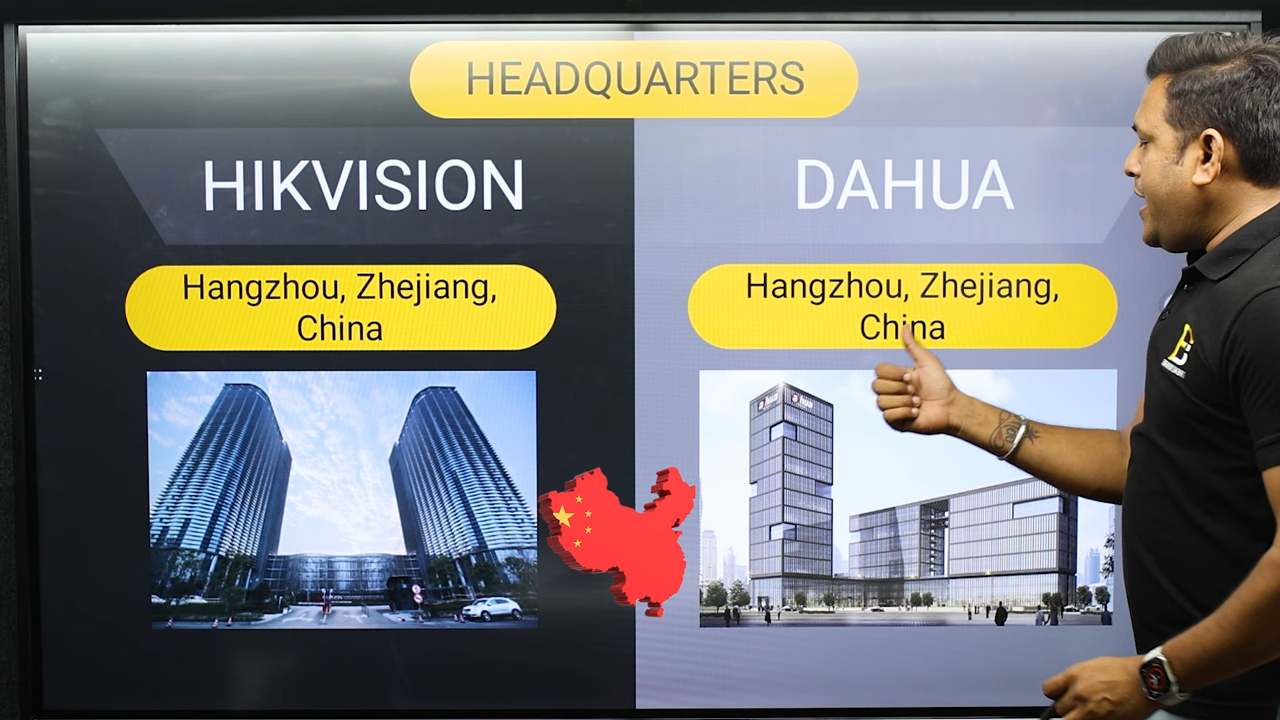 HEADQUARTERS
HIKVISION
DAHUA
Hangzhou, Zhejiang,
China
Hangzhou, Zhejiang,
China